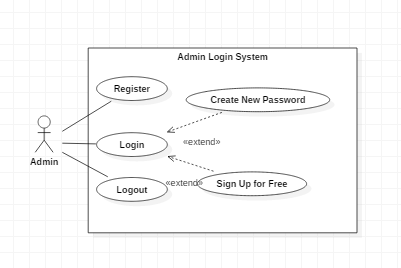 Admin Login System
Register
Create New Password
Admin
Login
«extend»
Logout
«extend»
Sign Up for Free